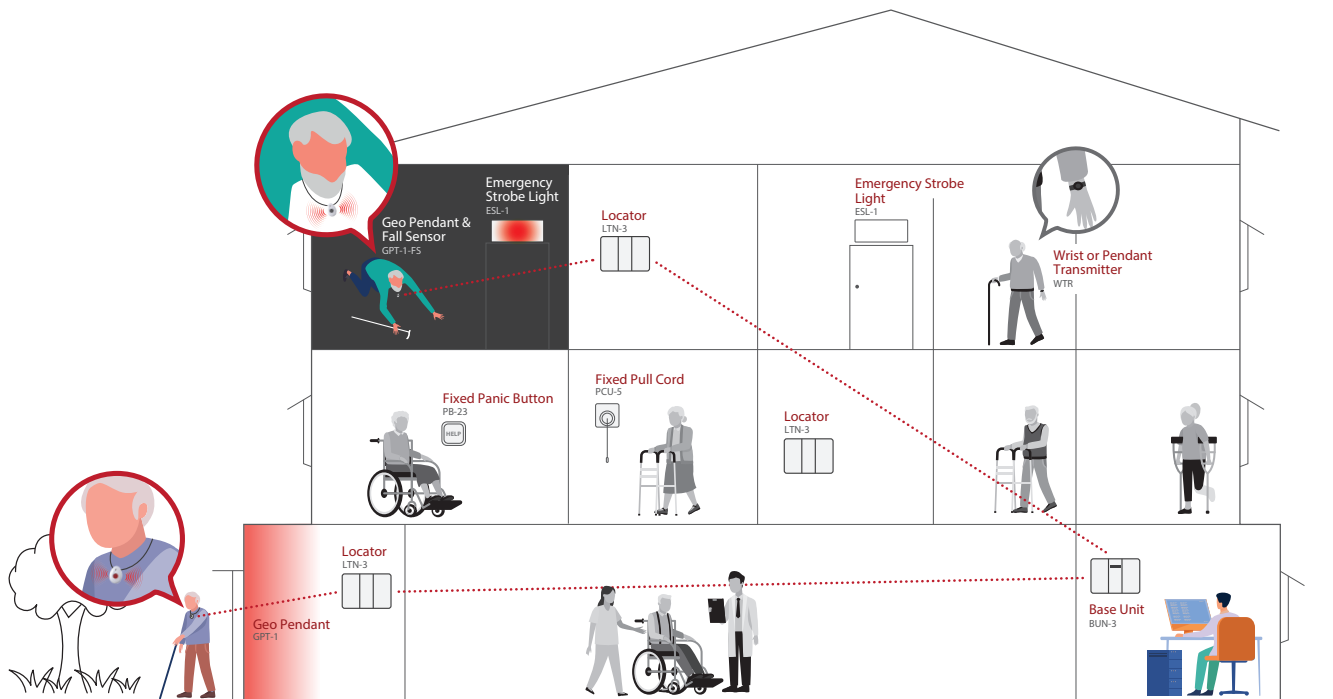 Emergency
Strobe Light
ESL-1
Geo Pendant &
Fall Sensor
GPT-1-FS
Locator
LTN-3
Emergency Strobe
Light
ESL-1
Wrist or Pendant
Transmitter
WTR
Fixed Panic Button
PB-23
HELP
Fixed Pull Cord
PCU-5
Locator
LTN-3
Locator
LTN-3
Geo Pendant
GPT-1
Base Unit
BUN-3